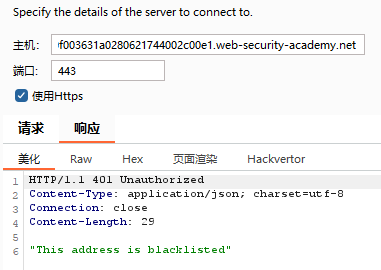 Specify the details of the server to connect to.
主机: 0f003631a0280621744002c00e1.web-security-academy.net
端口: 443
使用Https
请求 响应
美化 Raw Hex 页面渲染 Hackvertor
1 HTTP/1.1 401 Unauthorized
2 Content-Type: application/json; charset=utf-8
3 Connection: close
4 Content-Length: 29
5
6 "This address is blacklisted"